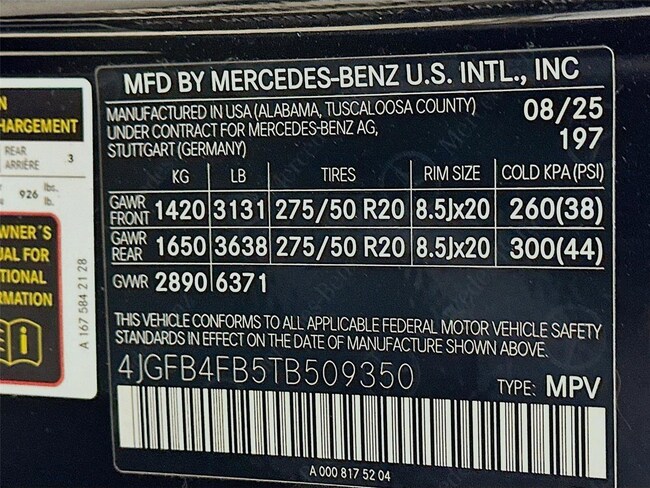 MFD BY MERCEDES-BENZ U.S. INTL., INC
MANUFACTURED IN USA (ALABAMA, TUSCALOOSA COUNTY) 08/25
UNDER CONTRACT FOR MERCEDES-BENZ AG, 197
STUTTGART (GERMANY)
KG LB TIRES RIM SIZE COLD KPA (PSI)
GAWR FRONT 1420 3131 275/50 R20 8.5Jx20 260(38)
GAWR REAR 1650 3638 275/50 R20 8.5Jx20 300(44)
GVWR 2890 6371
THIS VEHICLE CONFORMS TO ALL APPLICABLE FEDERAL MOTOR VEHICLE SAFETY
STANDARDS IN EFFECT ON THE DATE OF MANUFACTURE SHOWN ABOVE.
4JGFB4FB5TB509350
TYPE: MPV
A 000 817 52 04
N
HARGEMENT
REAR
ARRIÈRE 3
926 lbs.
lb.
WNER'S
UAL FOR
TIONAL
RMATION
i
A 167 584 21 28